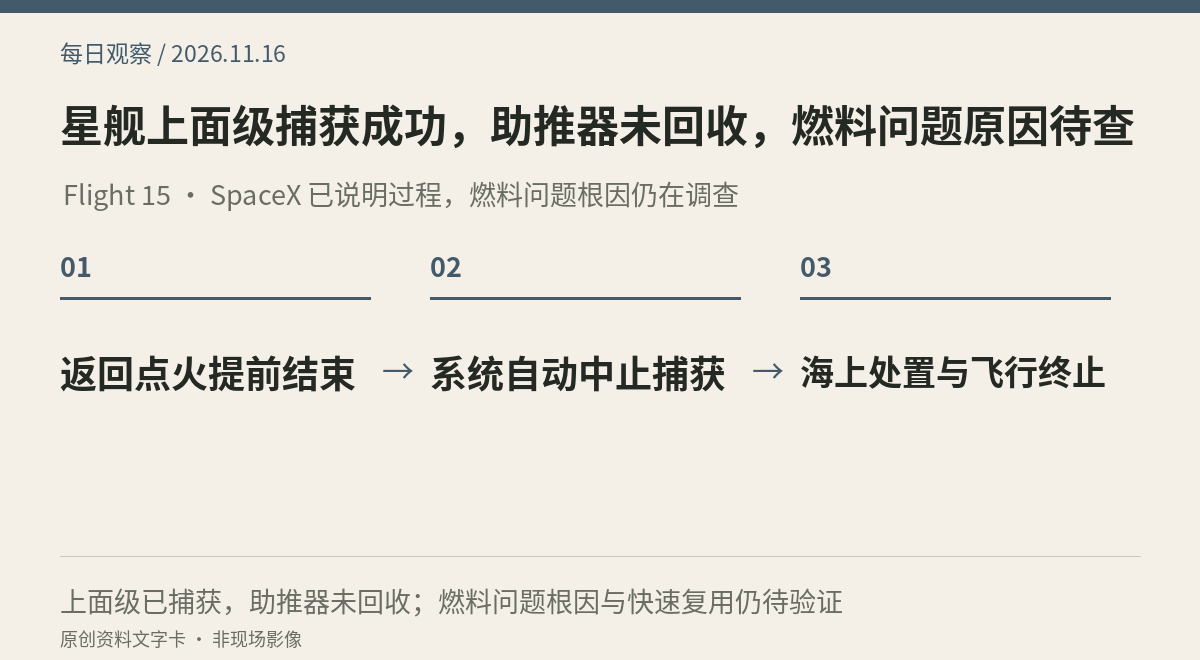 每日观察 / 2026.11.16
星舰上面级捕获成功，助推器未回收，燃料问题原因待查
Flight 15 · SpaceX 已说明过程，燃料问题根因仍在调查
01
02
03
返回点火提前结束 → 系统自动中止捕获 → 海上处置与飞行终止
上面级已捕获，助推器未回收；燃料问题根因与快速复用仍待验证
原创资料文字卡 · 非现场影像